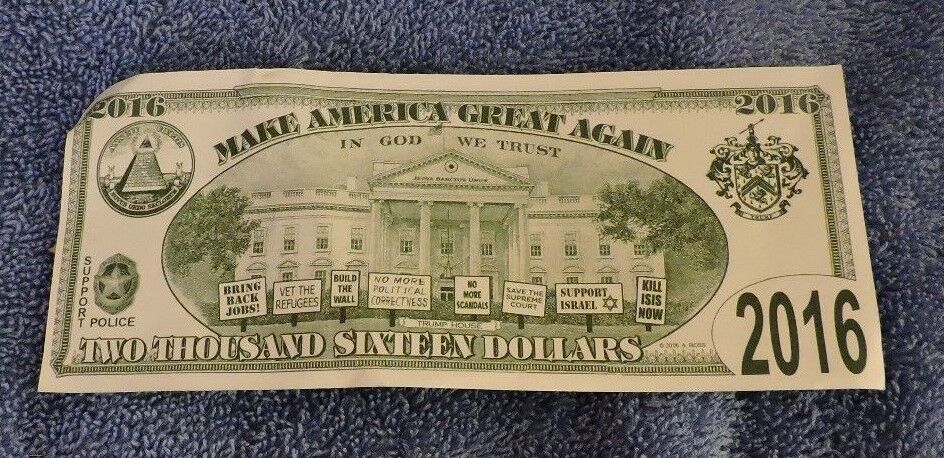 2016
MAKE AMERICA GREAT AGAIN
2016
IN GOD WE TRUST
SUPPORT
POLICE
BRING
BACK
JOBS!
VET THE
REFUGEES
BUILD
THE
WALL
NO MORE
POLITICAL
CORRECTNESS
NO
MORE
SCANDALS
SAVE THE
SUPREME
COURT
SUPPORT
ISRAEL
KILL
ISIS
NOW
TRUMP HOUSE
TWO THOUSAND SIXTEEN DOLLARS
2016
TRUMP